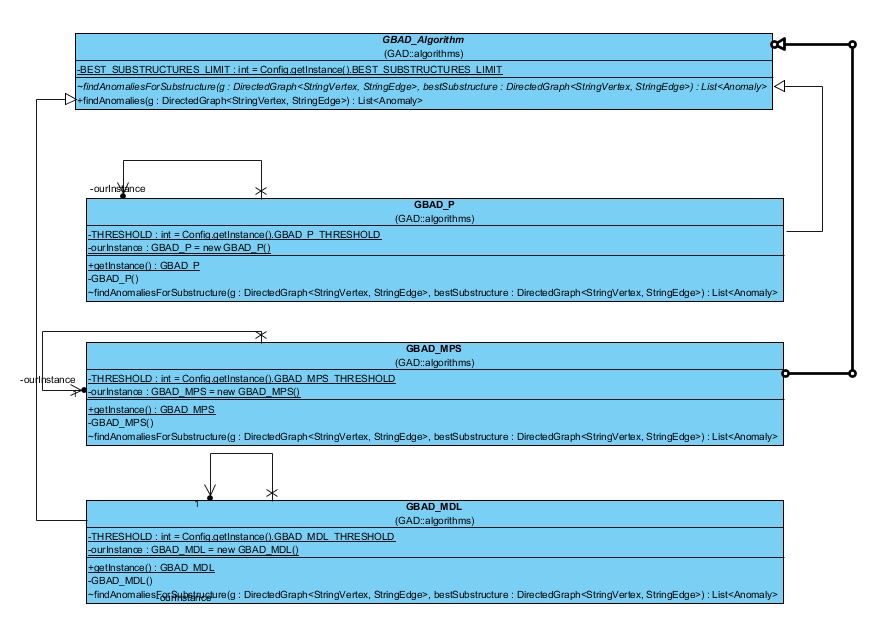 GBAD_Algorithm
(GAD::algorithms)
-BEST_SUBSTRUCTURES_LIMIT : int = Config.getInstance().BEST_SUBSTRUCTURES_LIMIT
~findAnomaliesForSubstructure(g : DirectedGraph<StringVertex, StringEdge>, bestSubstructure : DirectedGraph<StringVertex, StringEdge>) : List<Anomaly>
+findAnomalies(g : DirectedGraph<StringVertex, StringEdge>) : List<Anomaly>
-ourInstance
GBAD_P
(GAD::algorithms)
-THRESHOLD : int = Config.getInstance().GBAD_P_THRESHOLD
-ourInstance : GBAD_P = new GBAD_P()
+getInstance() : GBAD_P
-GBAD_P()
~findAnomaliesForSubstructure(g : DirectedGraph<StringVertex, StringEdge>, bestSubstructure : DirectedGraph<StringVertex, StringEdge>) : List<Anomaly>
GBAD_MPS
(GAD::algorithms)
-ourInstance
1
-THRESHOLD : int = Config.getInstance().GBAD_MPS_THRESHOLD
-ourInstance : GBAD_MPS = new GBAD_MPS()
+getInstance() : GBAD_MPS
-GBAD_MPS()
~findAnomaliesForSubstructure(g : DirectedGraph<StringVertex, StringEdge>, bestSubstructure : DirectedGraph<StringVertex, StringEdge>) : List<Anomaly>
1
GBAD_MDL
(GAD::algorithms)
-THRESHOLD : int = Config.getInstance().GBAD_MDL_THRESHOLD
-ourInstance : GBAD_MDL = new GBAD_MDL()
+getInstance() : GBAD_MDL
-GBAD_MDL()
~findAnomaliesForSubstructure(g : DirectedGraph<StringVertex, StringEdge>, bestSubstructure : DirectedGraph<StringVertex, StringEdge>) : List<Anomaly>
-ourInstance